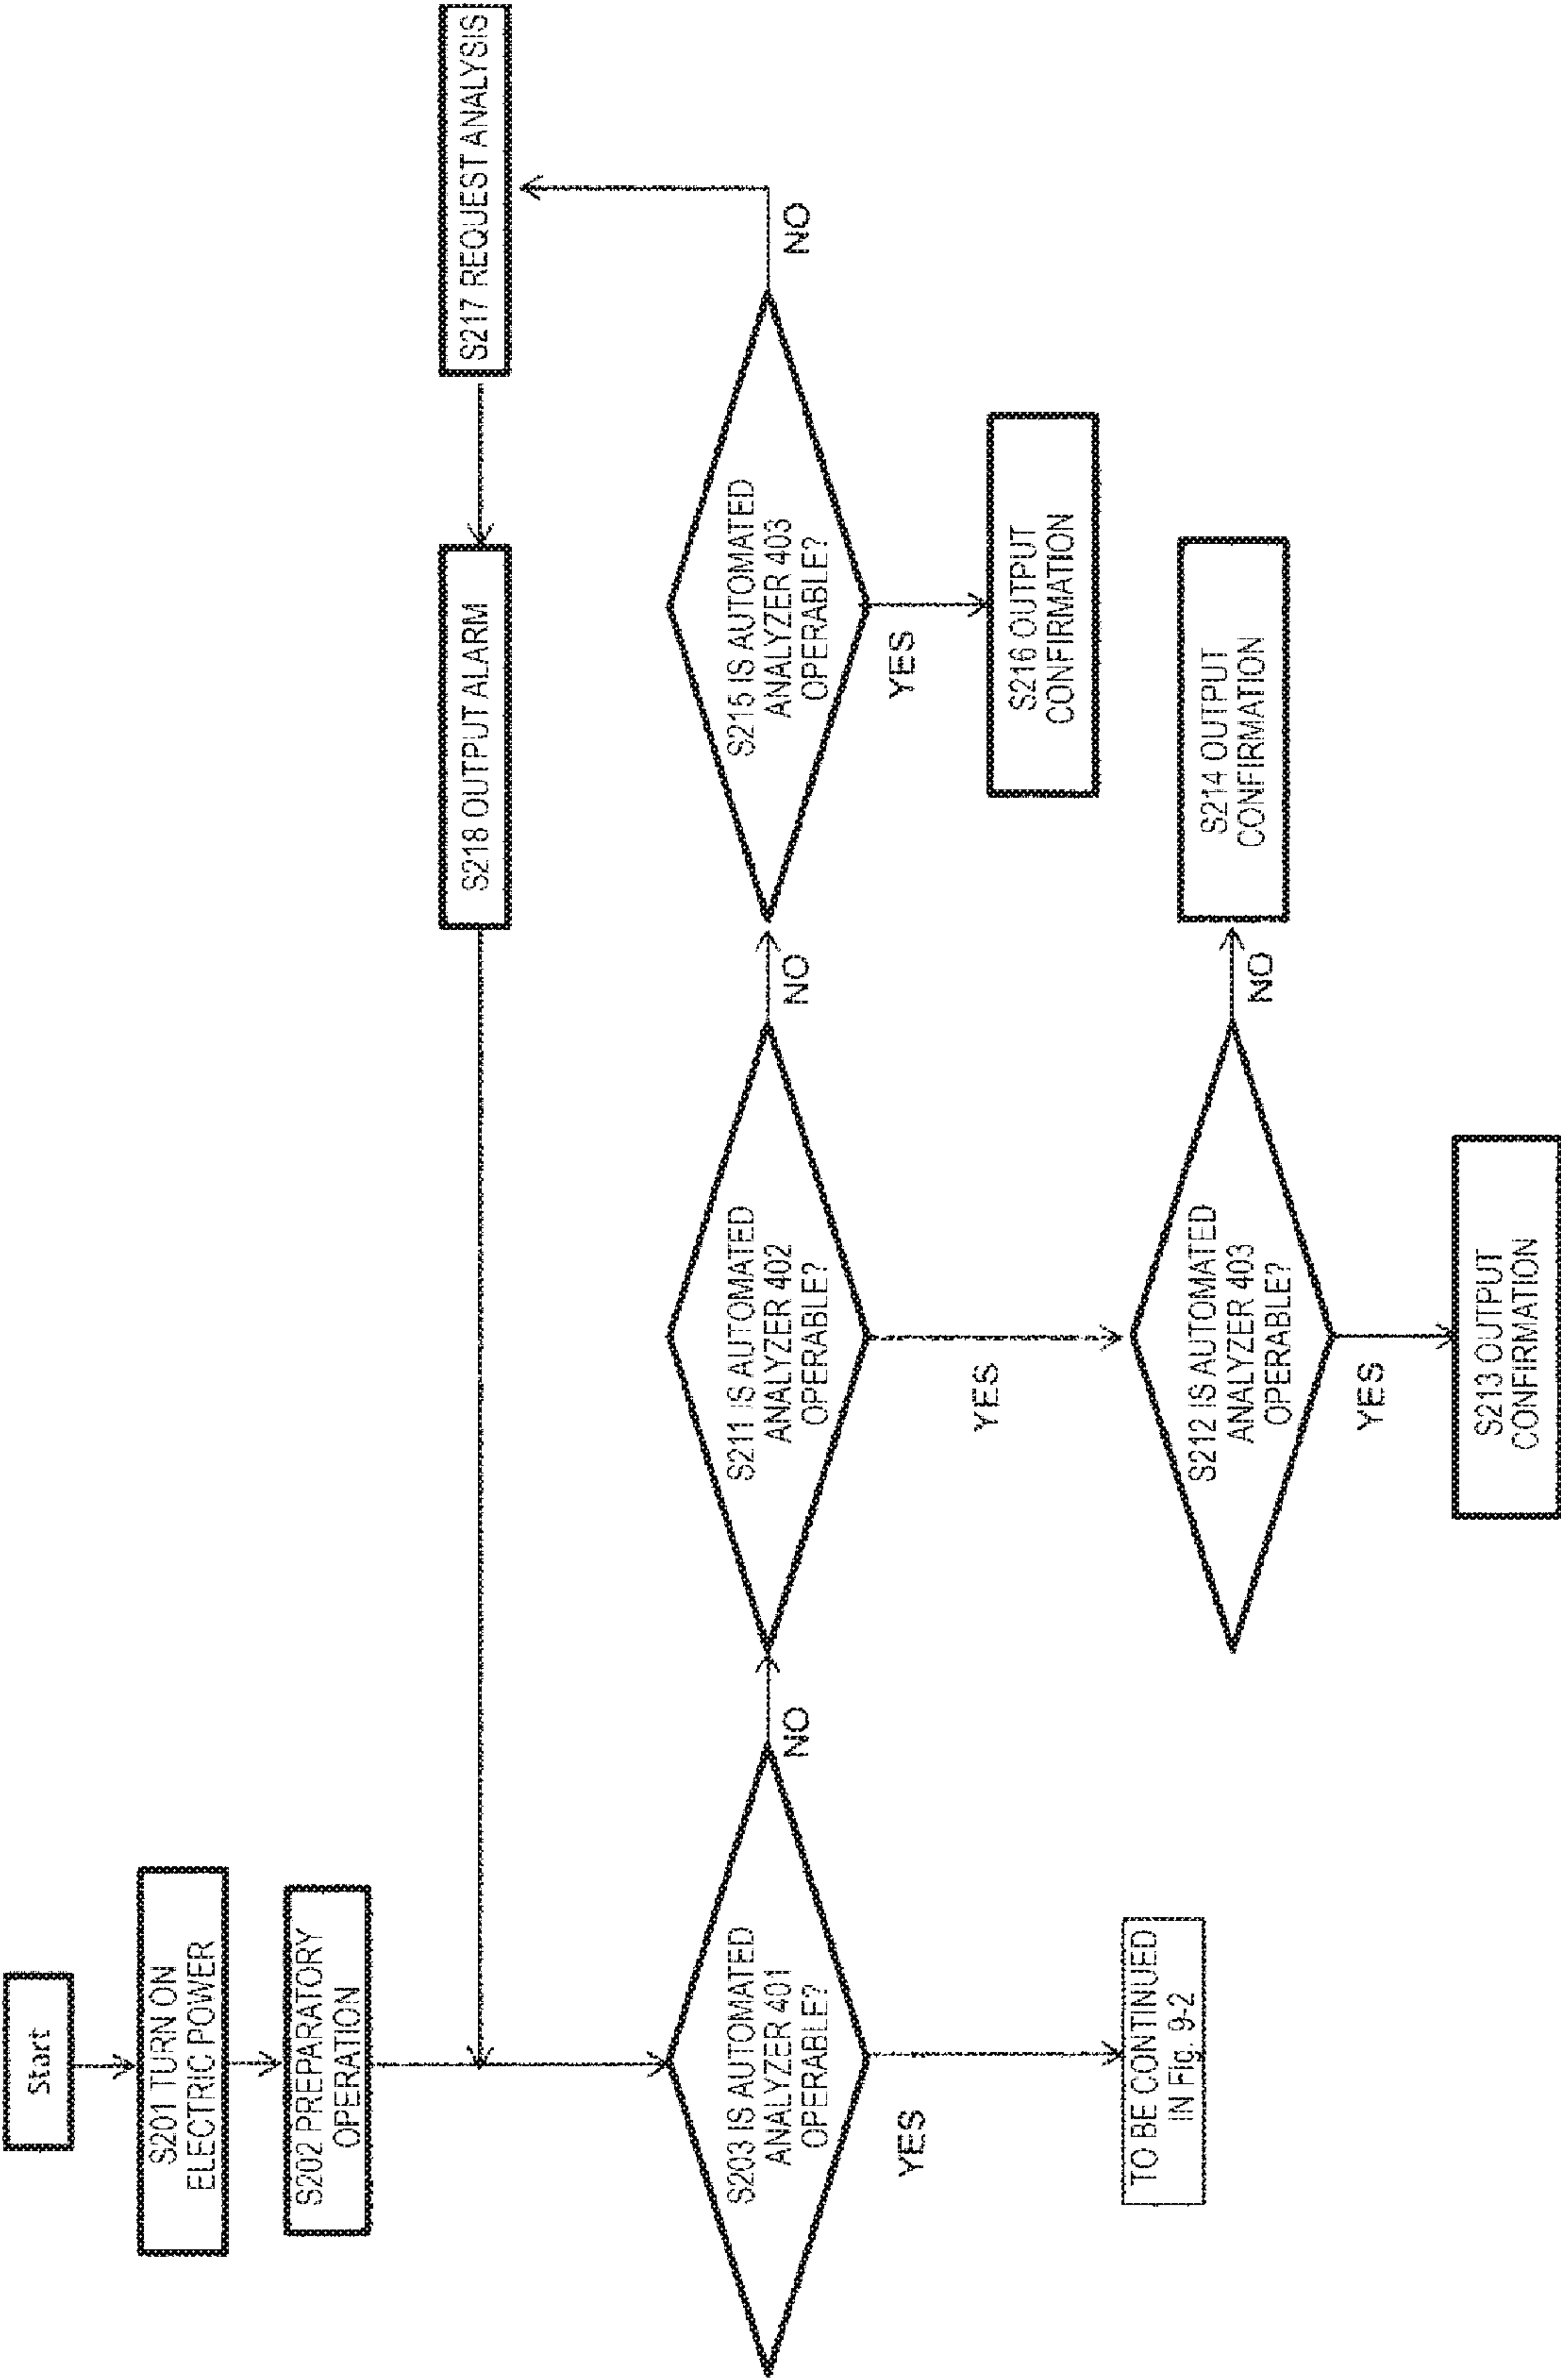 Start
S201 TURN ON
ELECTRIC POWER
S202 PREPARATORY
OPERATION
S218 OUTPUT ALARM
S217 REQUEST ANALYSIS
S203 IS AUTOMATED
ANALYZER 401
OPERABLE?
NO
YES
S211 IS AUTOMATED
ANALYZER 402
OPERABLE?
NO
YES
S215 IS AUTOMATED
ANALYZER 403
OPERABLE?
NO
YES
S216 OUTPUT
CONFIRMATION
TO BE CONTINUED
IN Fig. 9-2
S212 IS AUTOMATED
ANALYZER 403
OPERABLE?
NO
YES
S214 OUTPUT
CONFIRMATION
S213 OUTPUT
CONFIRMATION